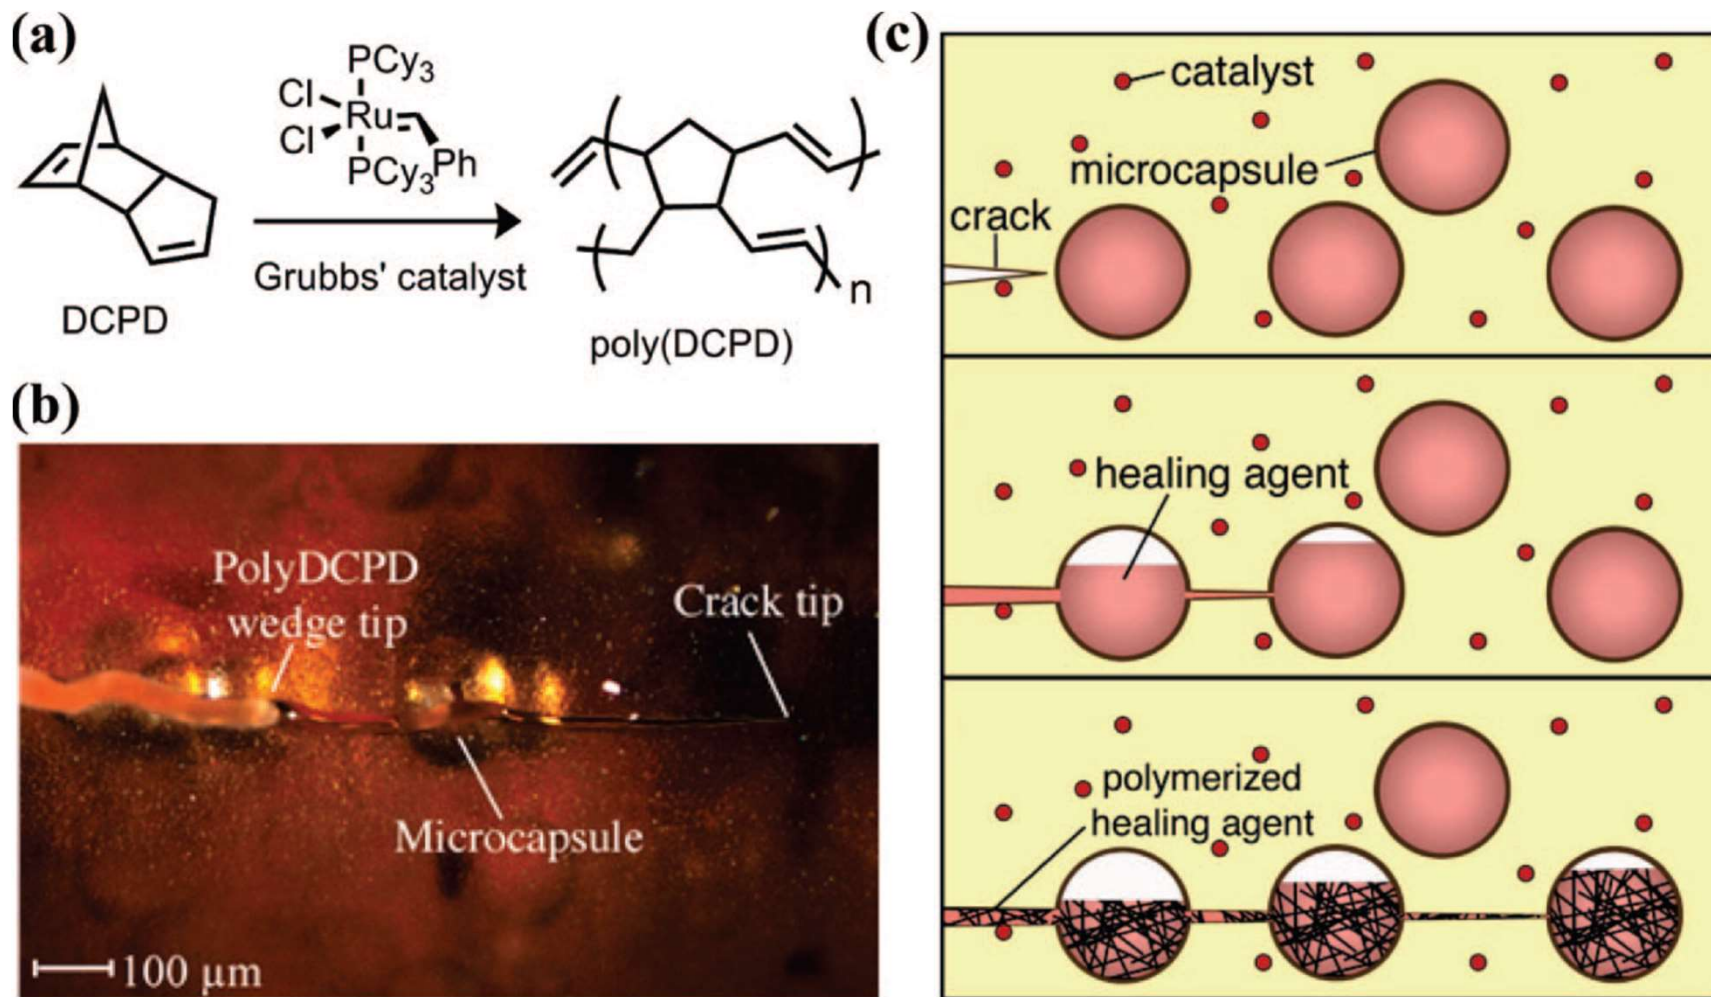 (a)
PCy3
Cl
Ru
Cl
Ph
PCy3
Grubbs' catalyst
DCPD
n
poly(DCPD)
(b)
PolyDCPD
wedge tip
Crack tip
Microcapsule
100 μm
(c)
catalyst
microcapsule
crack
healing agent
polymerized
healing agent